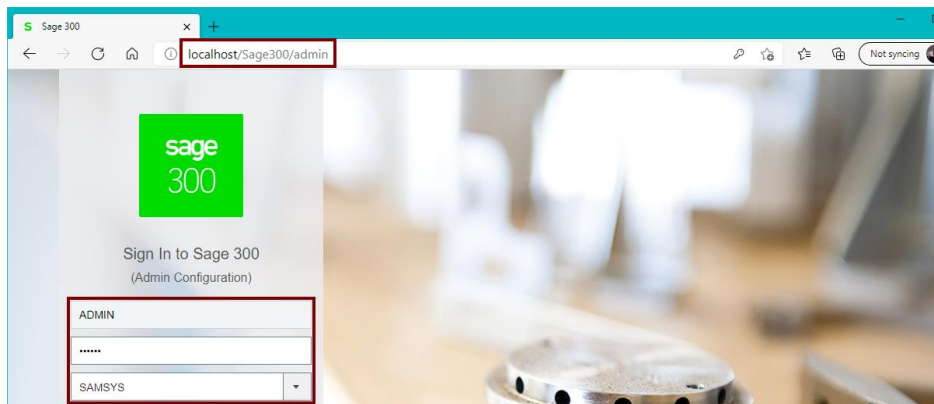 S Sage 300
localhost/Sage300/admin
Not syncing
sage
300
Sign In to Sage 300
(Admin Configuration)
ADMIN
••••••
SAMSYS